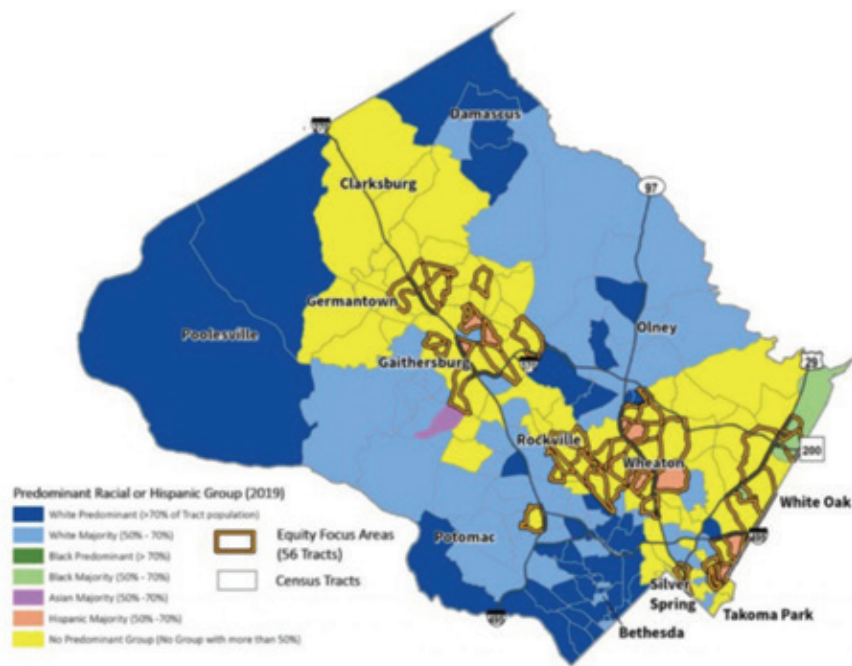 Damascus
270
Clarksburg
97
Germantown
Poolesville
Olney
29
Gaithersburg
370
Rockville
200
Wheaton
White Oak
Predominant Racial or Hispanic Group (2019)
White Predominant (>70% of Tract population)
White Majority (50% - 70%)
Black Predominant (> 70%)
Black Majority (50% - 70%)
Asian Majority (50% -70%)
Hispanic Majority (50% -70%)
No Predominant Group (No Group with more than 50%)
Equity Focus Areas
(56 Tracts)
Census Tracts
Potomac
495
Silver
Spring
Takoma Park
495
Bethesda